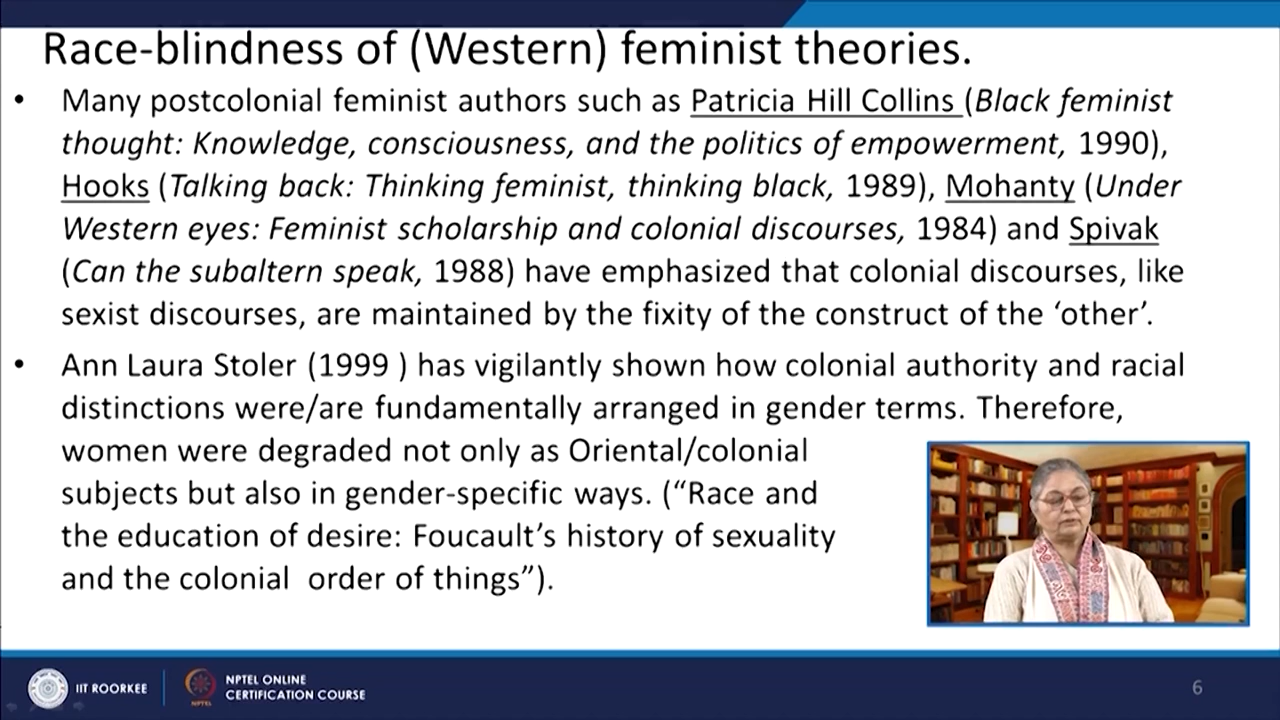 Race-blindness of (Western) feminist theories.
• Many postcolonial feminist authors such as Patricia Hill Collins (Black feminist
thought: Knowledge, consciousness, and the politics of empowerment, 1990),
Hooks (Talking back: Thinking feminist, thinking black, 1989), Mohanty (Under
Western eyes: Feminist scholarship and colonial discourses, 1984) and Spivak
(Can the subaltern speak, 1988) have emphasized that colonial discourses, like
sexist discourses, are maintained by the fixity of the construct of the ‘other’.
• Ann Laura Stoler (1999 ) has vigilantly shown how colonial authority and racial
distinctions were/are fundamentally arranged in gender terms. Therefore,
women were degraded not only as Oriental/colonial
subjects but also in gender-specific ways. (“Race and
the education of desire: Foucault’s history of sexuality
and the colonial order of things”).
IIT ROORKEE
NPTEL
NPTEL ONLINE
CERTIFICATION COURSE
6